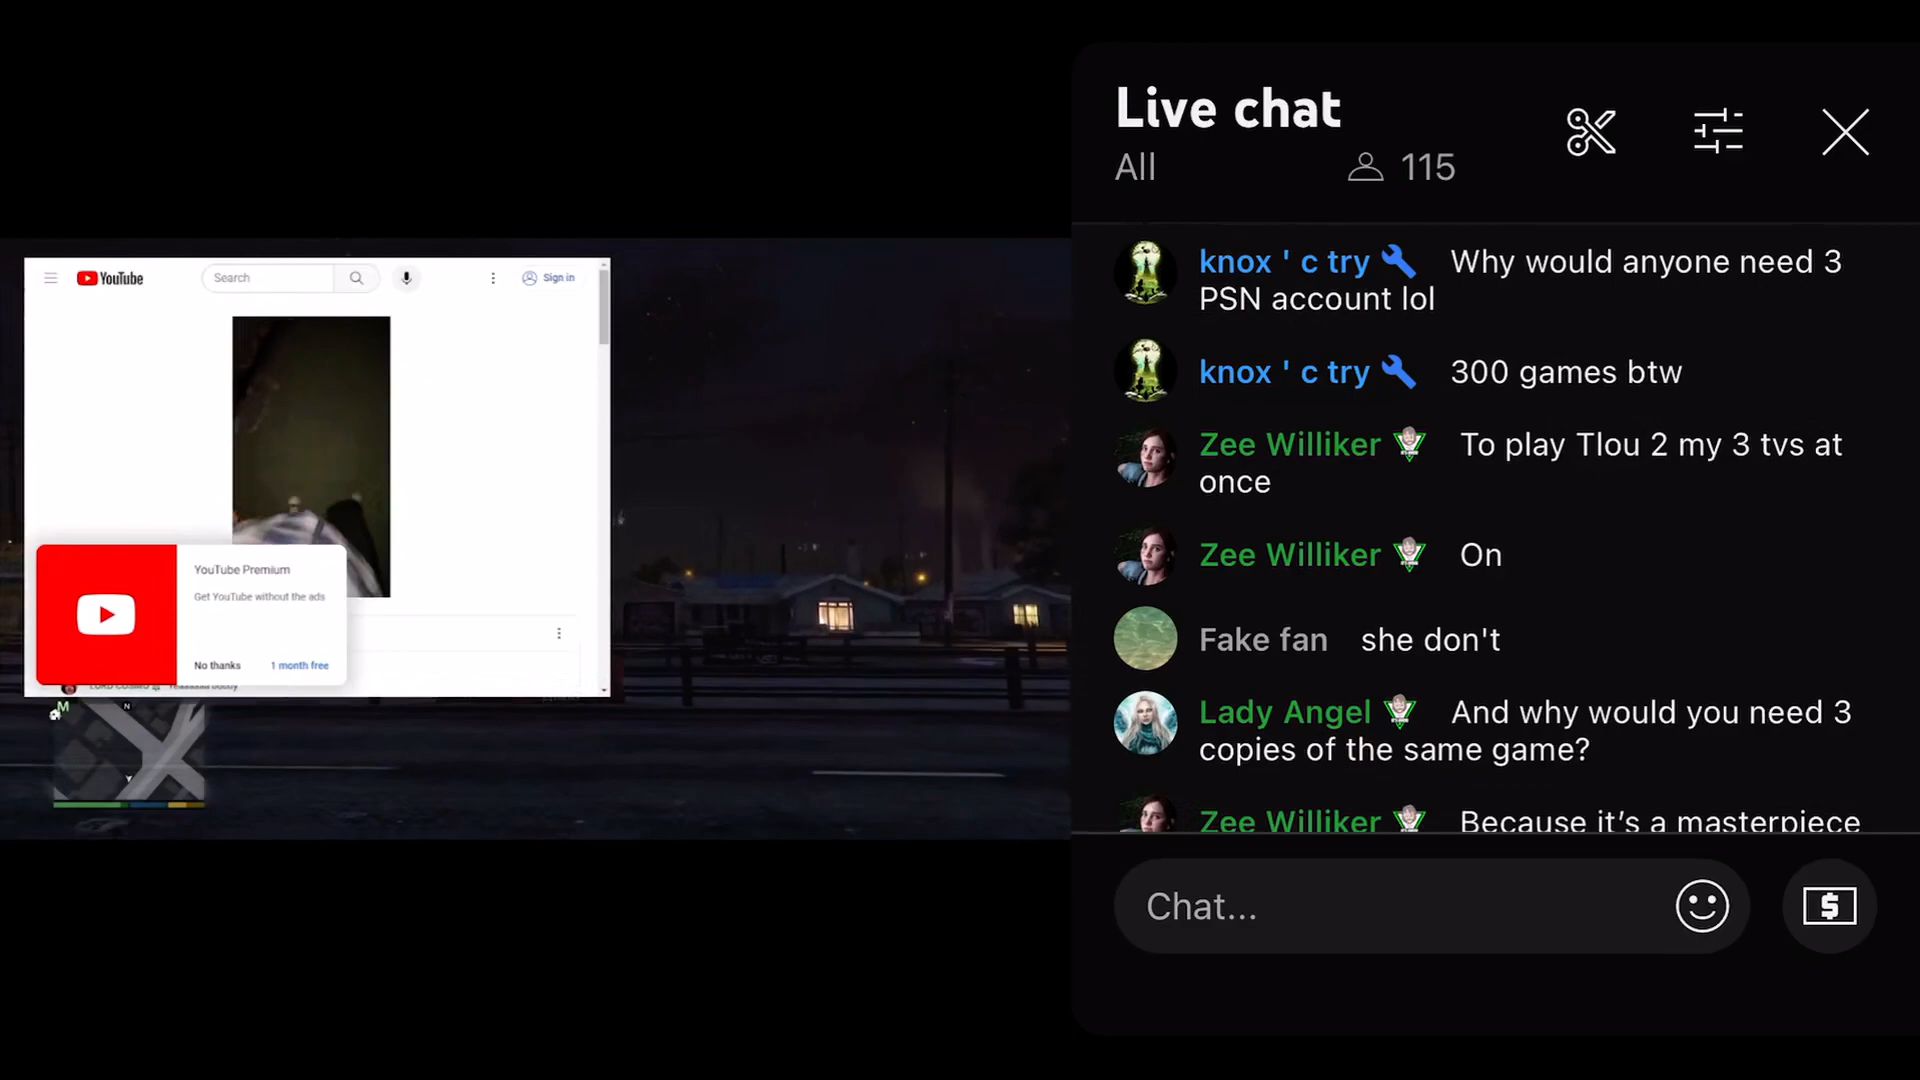 YouTube
Search
Sign in
YouTube Premium
Get YouTube without the ads
No thanks
1 month free
M
N
Live chat
All
115
knox ' c try Why would anyone need 3
PSN account lol
knox ' c try 300 games btw
Zee Williker To play Tlou 2 my 3 tvs at
once
Zee Williker On
Fake fan she don't
Lady Angel And why would you need 3
copies of the same game?
Zee Williker Because it’s a masterpiece
Chat...
$